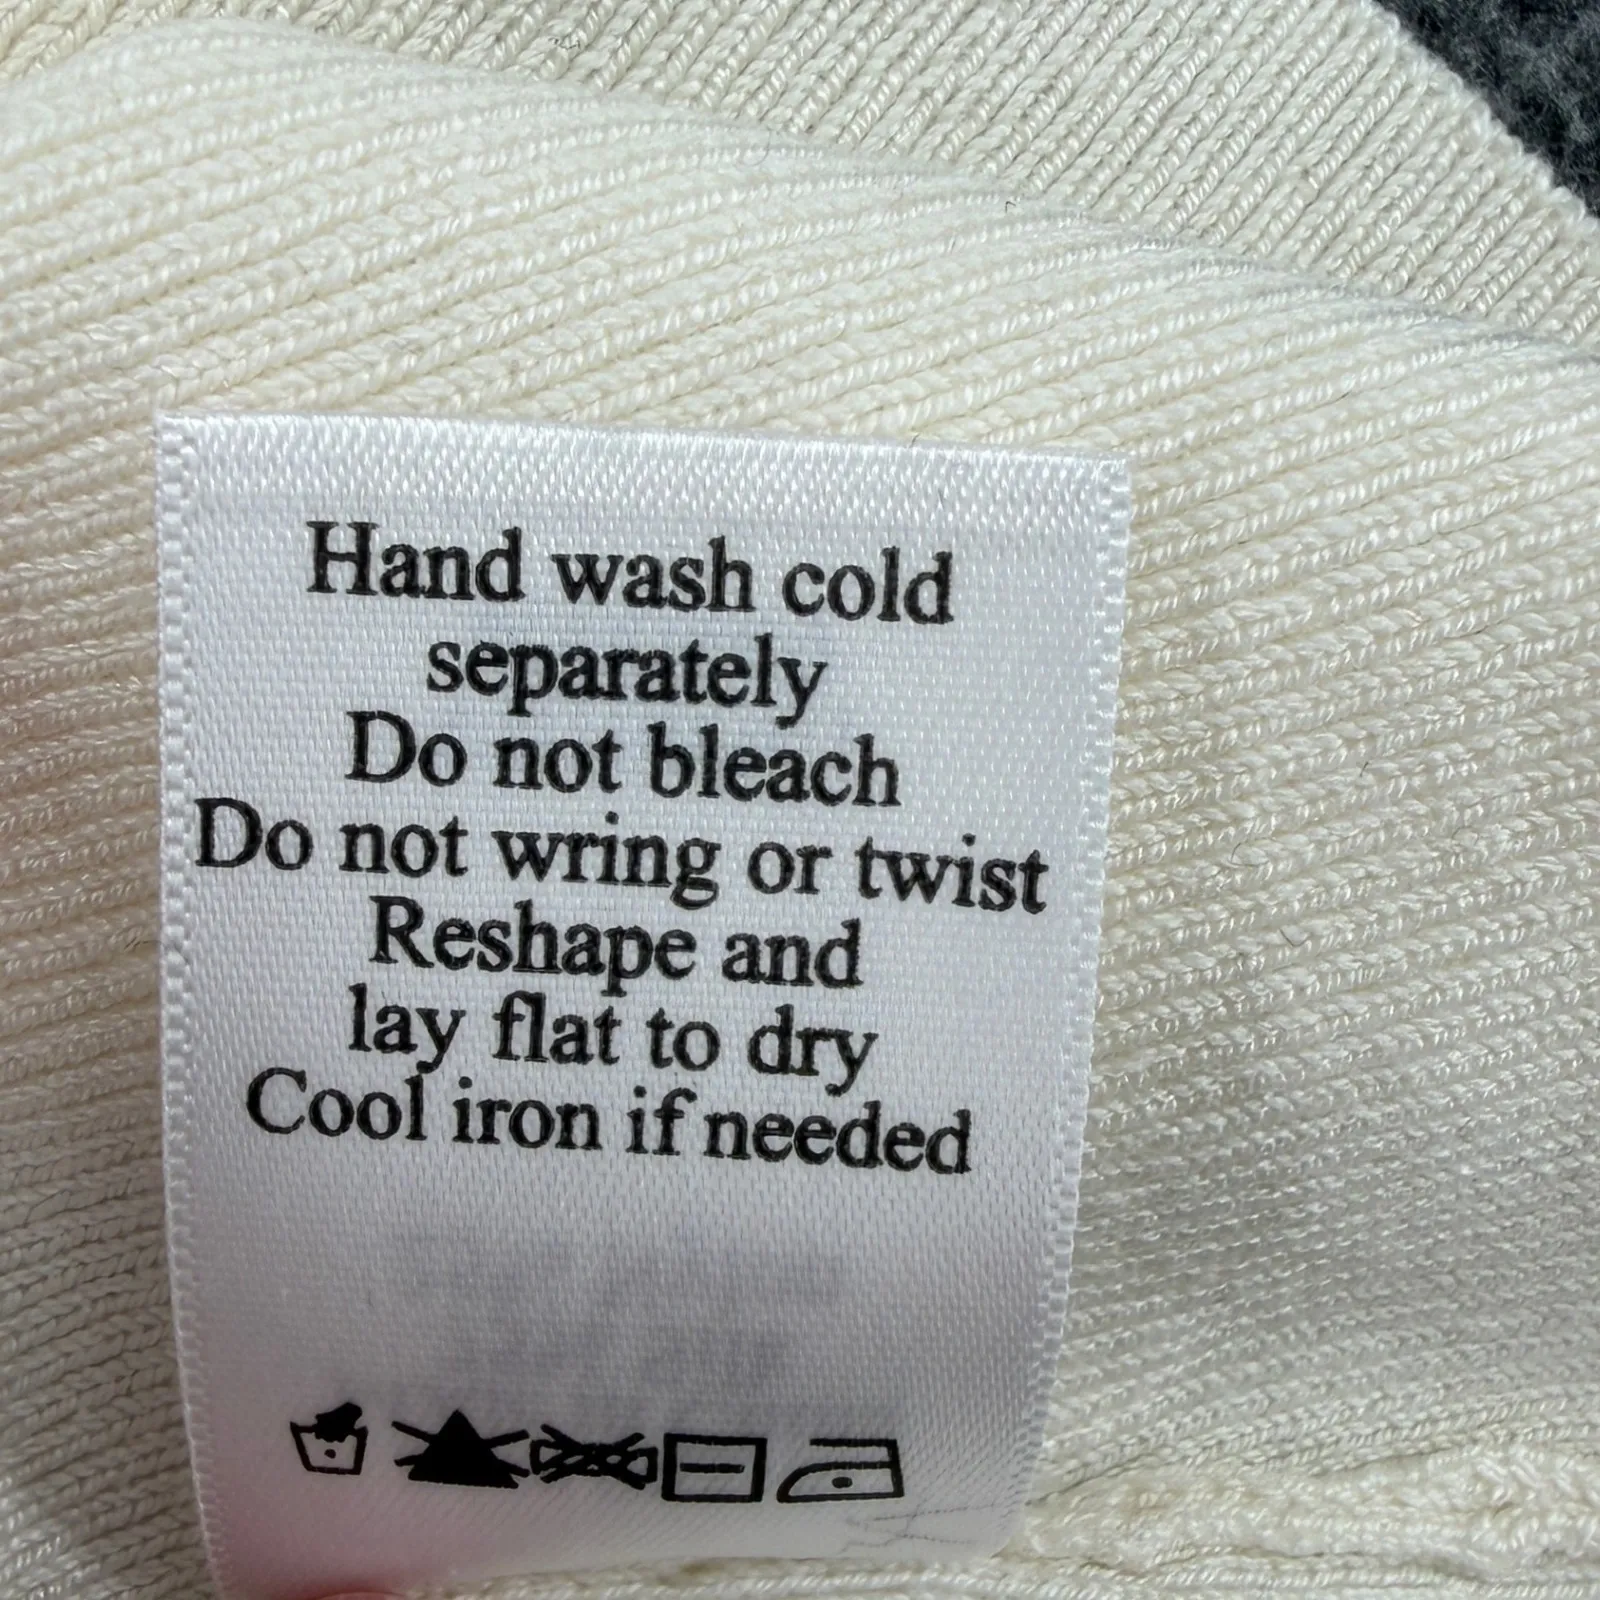 Hand wash cold
separately
Do not bleach
Do not wring or twist
Reshape and
lay flat to dry
Cool iron if needed